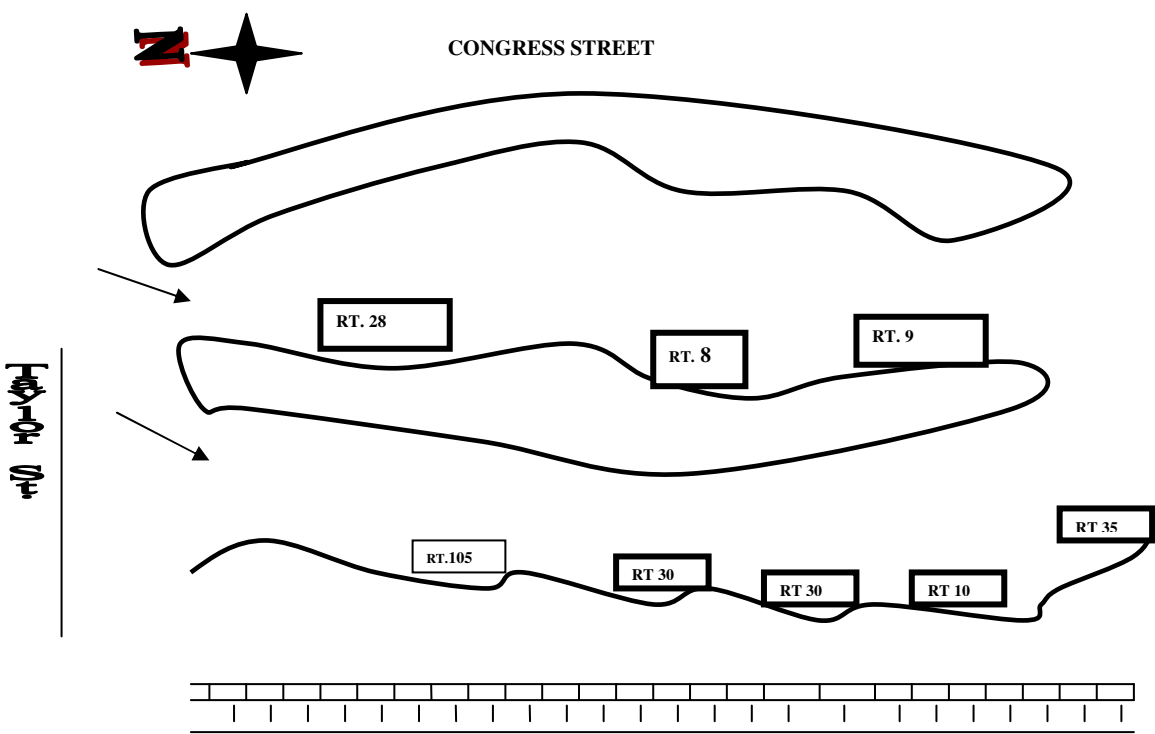 N
CONGRESS STREET
RT. 28
RT. 8
RT. 9
Taylor St.
RT 35
RT.105
RT 30
RT 30
RT 10